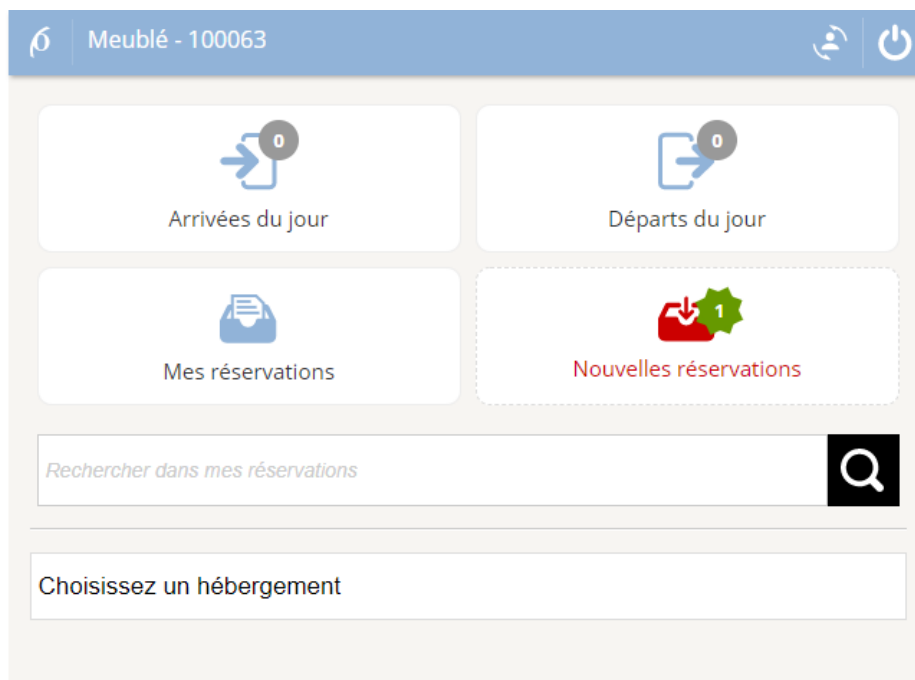 Meublé - 100063
0
Arrivées du jour
0
Départs du jour
Mes réservations
1
Nouvelles réservations
Rechercher dans mes réservations
Choisissez un hébergement